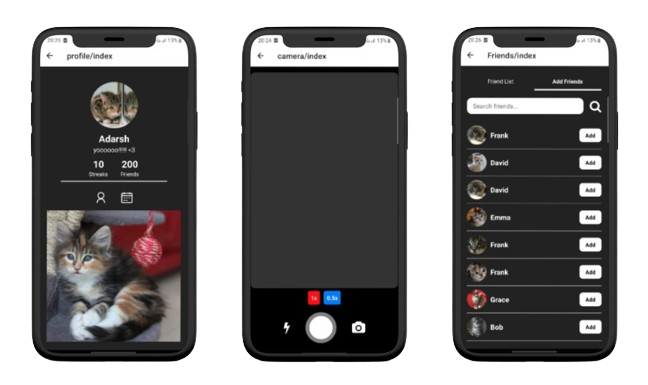 20:25
13%
profile/index
Adarsh
yoooooo!!!! <3
10 200
Streaks Friends
20:24
13%
camera/index
1x 0.5x
20:26
13%
Friends/index
Friend List Add Friends
Search friends...
Frank Add
David Add
David Add
Emma Add
Frank Add
Frank Add
Grace Add
Bob Add